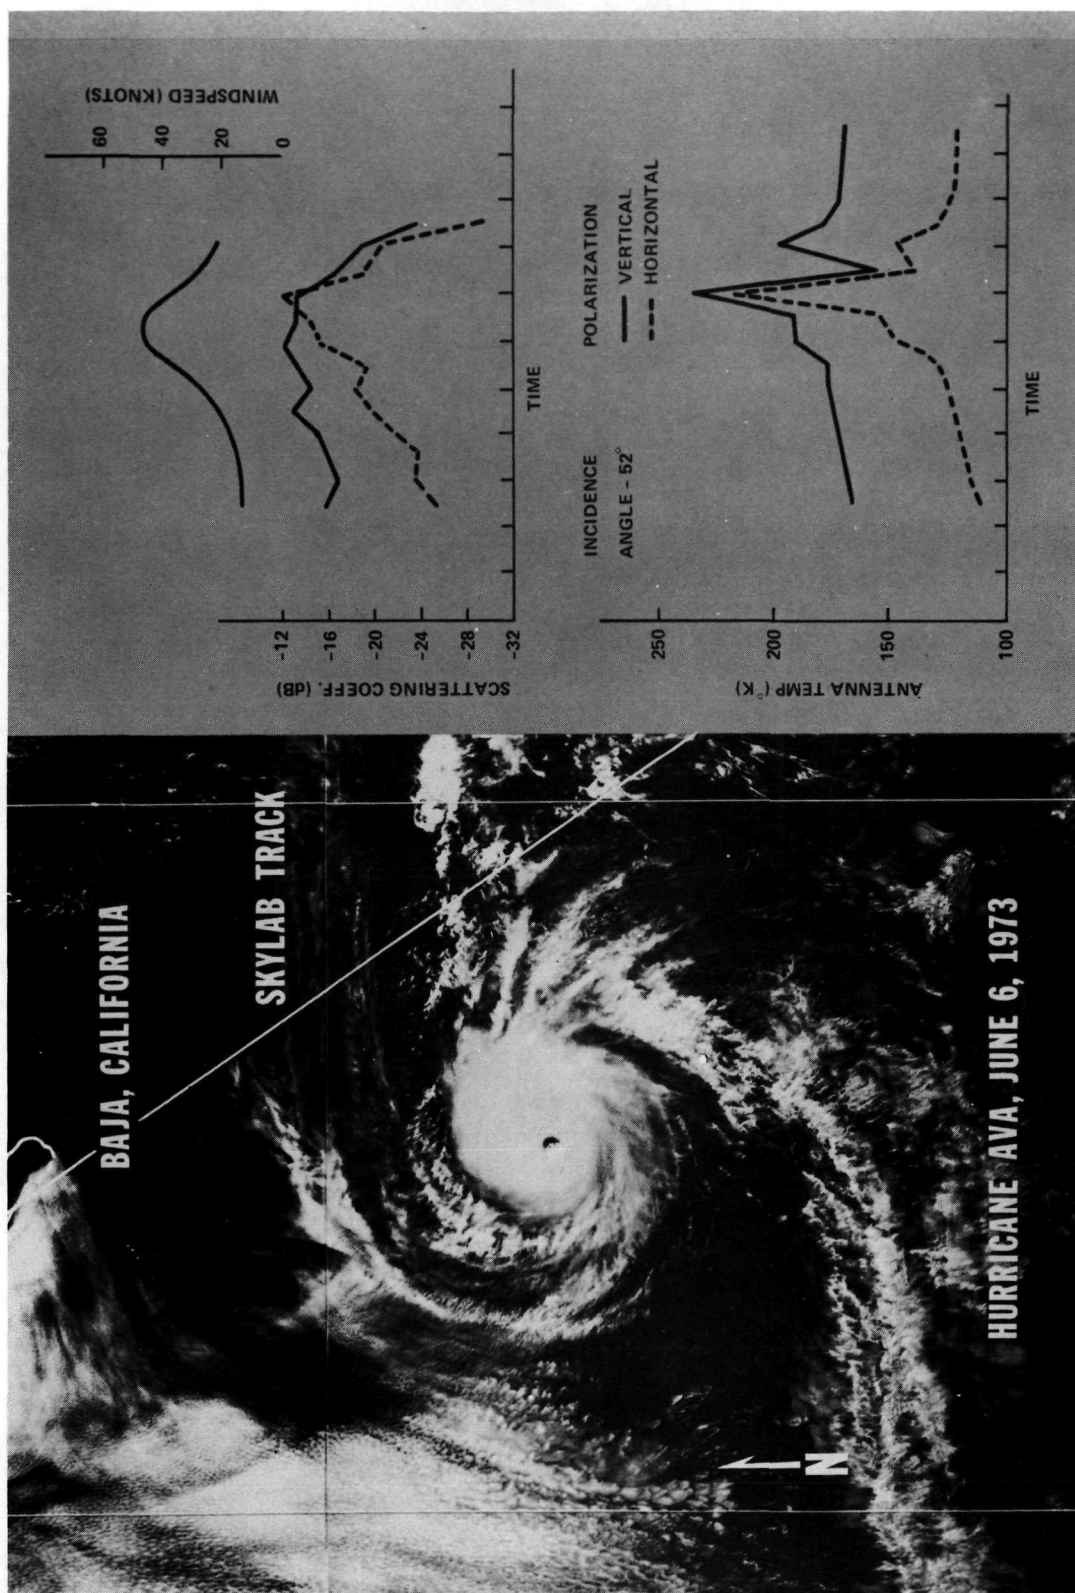 BAJA, CALIFORNIA
SKYLAB TRACK
N
HURRICANE AVA, JUNE 6, 1973
SCATTERING COEFF. (dB)
-12
-16
-20
-24
-28
-32
TIME
WINDSPEED (KNOTS)
60
40
20
0
INCIDENCE
ANGLE - 52°
POLARIZATION
VERTICAL
HORIZONTAL
ANTENNA TEMP (°K)
250
200
150
100
TIME